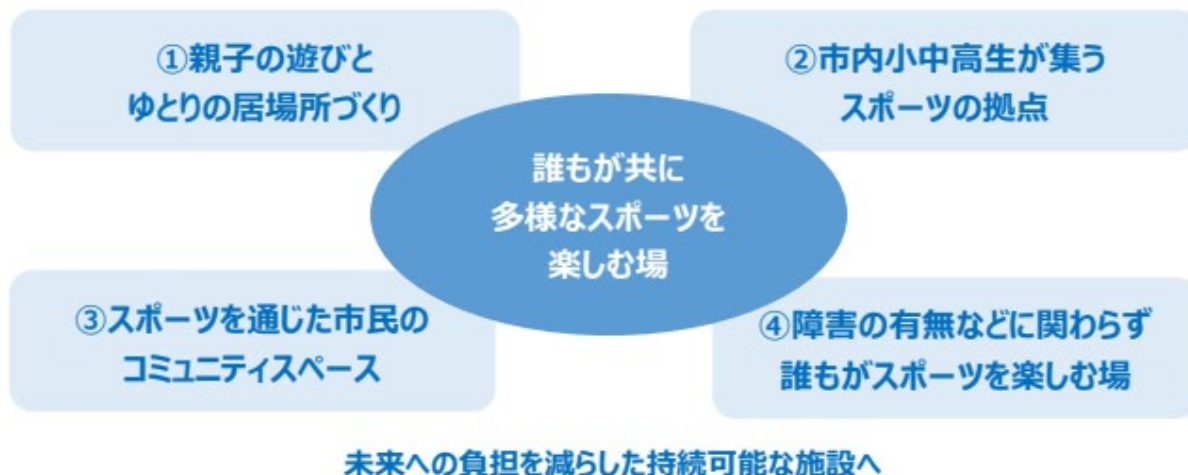 ①親子の遊びと
ゆとりの居場所づくり
②市内小中高生が集う
スポーツの拠点
誰もが共に
多様なスポーツを
楽しむ場
③スポーツを通じた市民の
コミュニティスペース
④障害の有無などに関わらず
誰もがスポーツを楽しむ場
未来への負担を減らした持続可能な施設へ